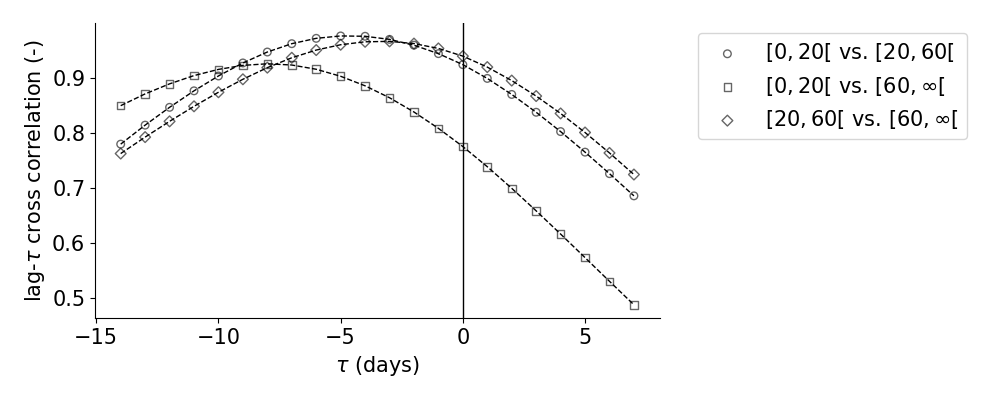 lag-τ cross correlation (-)
0.9
0.8
0.7
0.6
0.5
−15
−10
−5
0
5
τ (days)
[0, 20[ vs. [20, 60[
[0, 20[ vs. [60, ∞[
[20, 60[ vs. [60, ∞[